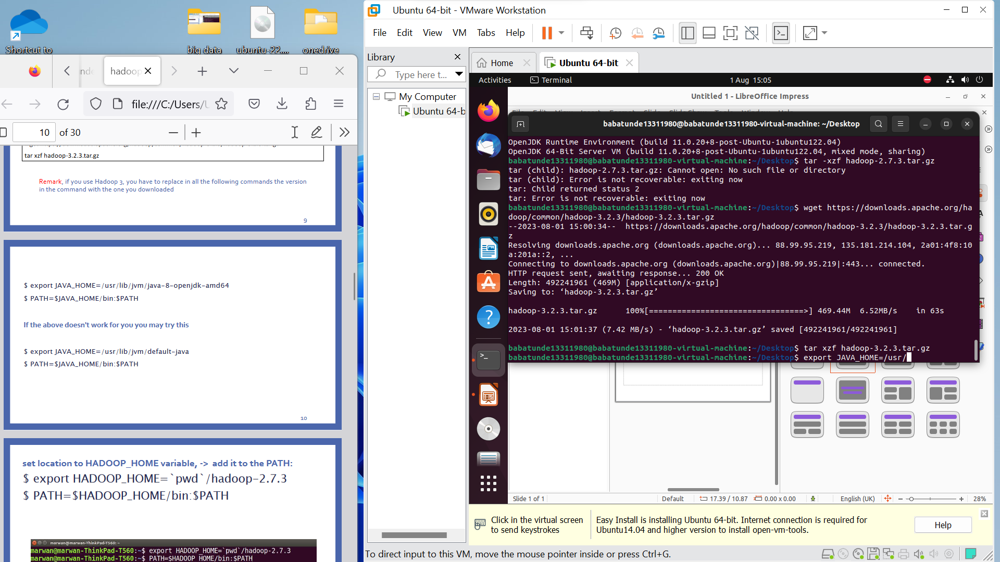 Shortcut to
big data
ubuntu-22....
onedrive
hadoop
file:///C:/Users/
10
of 30
tar xzf hadoop-3.2.3.tar.gz
Remark, if you use Hadoop 3, you have to replace in all the following commands the version
in the command with the one you downloaded
9
$ export JAVA_HOME=/usr/lib/jvm/java-8-openjdk-amd64
$ PATH=$JAVA_HOME/bin:$PATH
If the above doesn't work for you you may try this
$ export JAVA_HOME=/usr/lib/jvm/default-java
$ PATH=$JAVA_HOME/bin:$PATH
10
set location to HADOOP_HOME variable, -> add it to the PATH:
$ export HADOOP_HOME=`pwd`/hadoop-2.7.3
$ PATH=$HADOOP_HOME/bin:$PATH
marwan@marwan-ThinkPad-T560: ~
marwan@marwan-ThinkPad-T560:~$ export HADOOP_HOME=`pwd`/hadoop-2.7.3
marwan@marwan-ThinkPad-T560:~$ PATH=$HADOOP_HOME/bin:$PATH
Ubuntu 64-bit - VMware Workstation
File Edit View VM Tabs Help
Library
Type here t...
My Computer
Ubuntu 64-b
Home
Ubuntu 64-bit
Activities
Terminal
1 Aug 15:05
Untitled 1 - LibreOffice Impress
babatunde13311980@babatunde13311980-virtual-machine: ~/Desktop
OpenJDK Runtime Environment (build 11.0.20+8-post-Ubuntu-1ubuntu122.04)
OpenJDK 64-Bit Server VM (build 11.0.20+8-post-Ubuntu-1ubuntu122.04, mixed mode, sharing)
babatunde13311980@babatunde13311980-virtual-machine:~/Desktop$ tar -xzf hadoop-2.7.3.tar.gz
tar (child): hadoop-2.7.3.tar.gz: Cannot open: No such file or directory
tar (child): Error is not recoverable: exiting now
tar: Child returned status 2
tar: Error is not recoverable: exiting now
babatunde13311980@babatunde13311980-virtual-machine:~/Desktop$ wget https://downloads.apache.org/ha
doop/common/hadoop-3.2.3/hadoop-3.2.3.tar.gz
--2023-08-01 15:00:34--  https://downloads.apache.org/hadoop/common/hadoop-3.2.3/hadoop-3.2.3.tar.g
z
Resolving downloads.apache.org (downloads.apache.org)... 88.99.95.219, 135.181.214.104, 2a01:4f8:10
a:201a::2, ...
Connecting to downloads.apache.org (downloads.apache.org)|88.99.95.219|:443... connected.
HTTP request sent, awaiting response... 200 OK
Length: 492241961 (469M) [application/x-gzip]
Saving to: ‘hadoop-3.2.3.tar.gz’
hadoop-3.2.3.tar.gz 100%[=================================>] 469.44M 6.52MB/s in 63s
2023-08-01 15:01:37 (7.42 MB/s) - ‘hadoop-3.2.3.tar.gz’ saved [492241961/492241961]
babatunde13311980@babatunde13311980-virtual-machine:~/Desktop$ tar xzf hadoop-3.2.3.tar.gz
babatunde13311980@babatunde13311980-virtual-machine:~/Desktop$ export JAVA_HOME=/usr/
Slide 1 of 1
Default
17.39 / 10.87
0.00 x 0.00
English (UK)
28%
Click in the virtual screen
to send keystrokes
Easy Install is installing Ubuntu 64-bit. Internet connection is required for
Ubuntu14.04 and higher version to install open-vm-tools.
Help
To direct input to this VM, move the mouse pointer inside or press Ctrl+G.